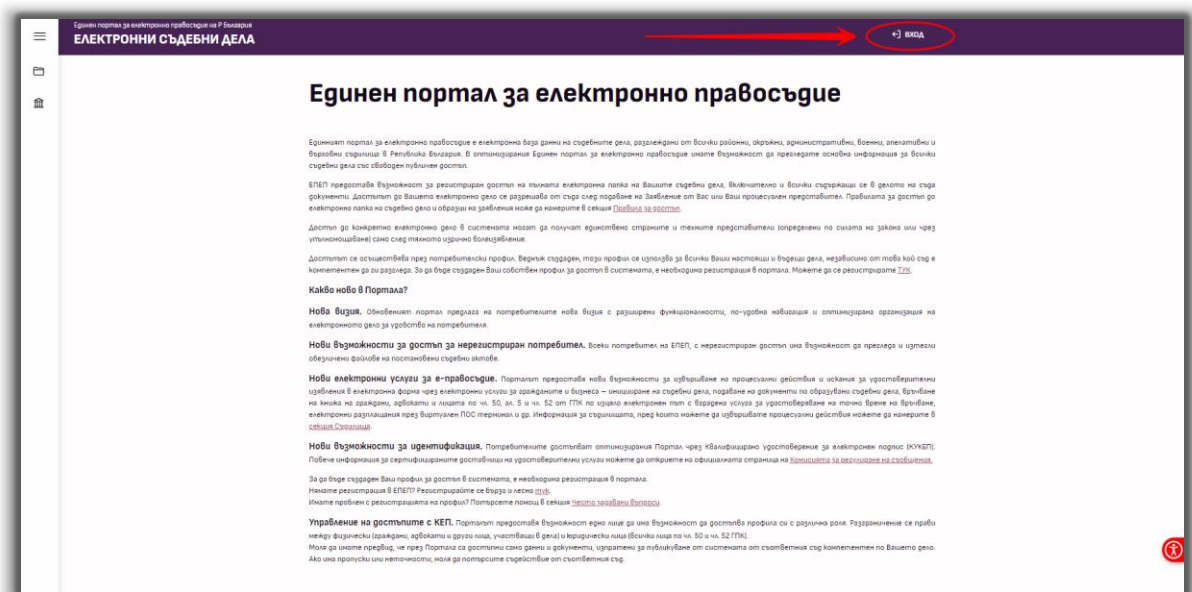 Единен портал за електронно правосъдие на Р България
ЕЛЕКТРОННИ СЪДЕБНИ ДЕЛА
ВХОД
Единен портал за електронно правосъдие
Единният портал за електронно правосъдие е електронна база данни на съдебните дела, разглеждани от всички районни, окръжни, административни, военни, апелативни и
върховни съдилища в Република България. В оптимизирания Единен портал за електронно правосъдие имате възможност да прегледате основна информация за всички
съдебни дела със свободен публичен достъп.
ЕПЕП предоставя възможност за регистриран достъп на пълната електронна папка на Вашите съдебни дела, включително и всички съдържащи се в делото на съда
документи. Достъпът до Вашето електронно дело се разрешава от съда след подаване на Заявление от Вас или Ваш процесуален представител. Правилата за достъп до
електронна папка на съдебно дело и образци на заявления може да намерите в секция Правила за достъп.
Достъп до конкретно електронно дело в системата могат да получат единствено страните и техните представители (определени по силата на закона или чрез
упълномощаване) само след тяхното изрично волеизявление.
Достъпът се осъществява през потребителски профил. Веднъж създаден, този профил се използва за всички Ваши настоящи и бъдещи дела, независимо от това кой съд е
компетентен да ги разгледа. За да бъде създаден Ваш собствен профил за достъп в системата, е необходима регистрация в портала. Можете да се регистрирате ТУК.
Какво ново в Портала?
Нова визия. Обновеният портал предлага на потребителите нова визия с разширени функционалности, по-удобна навигация и оптимизирана организация на
електронното дело за удобство на потребителя.
Нови възможности за достъп за нерегистриран потребител. Всеки потребител на ЕПЕП, с нерегистриран достъп има възможност да прегледа и изтегли
обезличени файлове на постановени съдебни актове.
Нови електронни услуги за е-правосъдие. Порталът предоставя нови възможности за извършване на процесуални действия и искания за удостоверителни
изявления в електронна форма чрез електронни услуги за гражданите и бизнеса – иницииране на съдебни дела, подаване на документи по образувани съдебни дела, връчване
на книжа на граждани, адвокати и лицата по чл. 50, ал. 5 и чл. 52 от ГПК по изцяло електронен път с вградена услуга за удостоверяване на точно време на връчване,
електронни разплащания през виртуален ПОС терминал и др. Информация за съдилищата, пред които можете да извършвате процесуални действия можете да намерите в
секция Съдилища.
Нови възможности за идентификация. Потребителите достъпват оптимизирания Портал чрез Квалифицирано удостоверение за електронен подпис (КУКЕП).
Повече информация за сертифицираните доставчици на удостоверителни услуги можете да откриете на официалната страница на Комисията за регулиране на съобщения.
За да бъде създаден Ваш профил за достъп в системата, е необходима регистрация в портала.
Нямате регистрация в ЕПЕП? Регистрирайте се бързо и лесно тук.
Имате проблем с регистрацията на профил? Потърсете помощ в секция Често задавани въпроси.
Управление на достъпите с КЕП. Порталът предоставя възможност едно лице да има възможност да достъпва профила си с различна роля. Разграничение се прави
между физически (граждани, адвокати и други лица, участващи в дела) и юридически лица (всички лица по чл. 50 и чл. 52 ГПК).
Моля да имате предвид, че през Портала са достъпни само данни и документи, изпратени за публикуване от системата от съответния съд компетентен по Вашето дело.
Ако има пропуски или неточности, моля да потърсите съдействие от съответния съд.